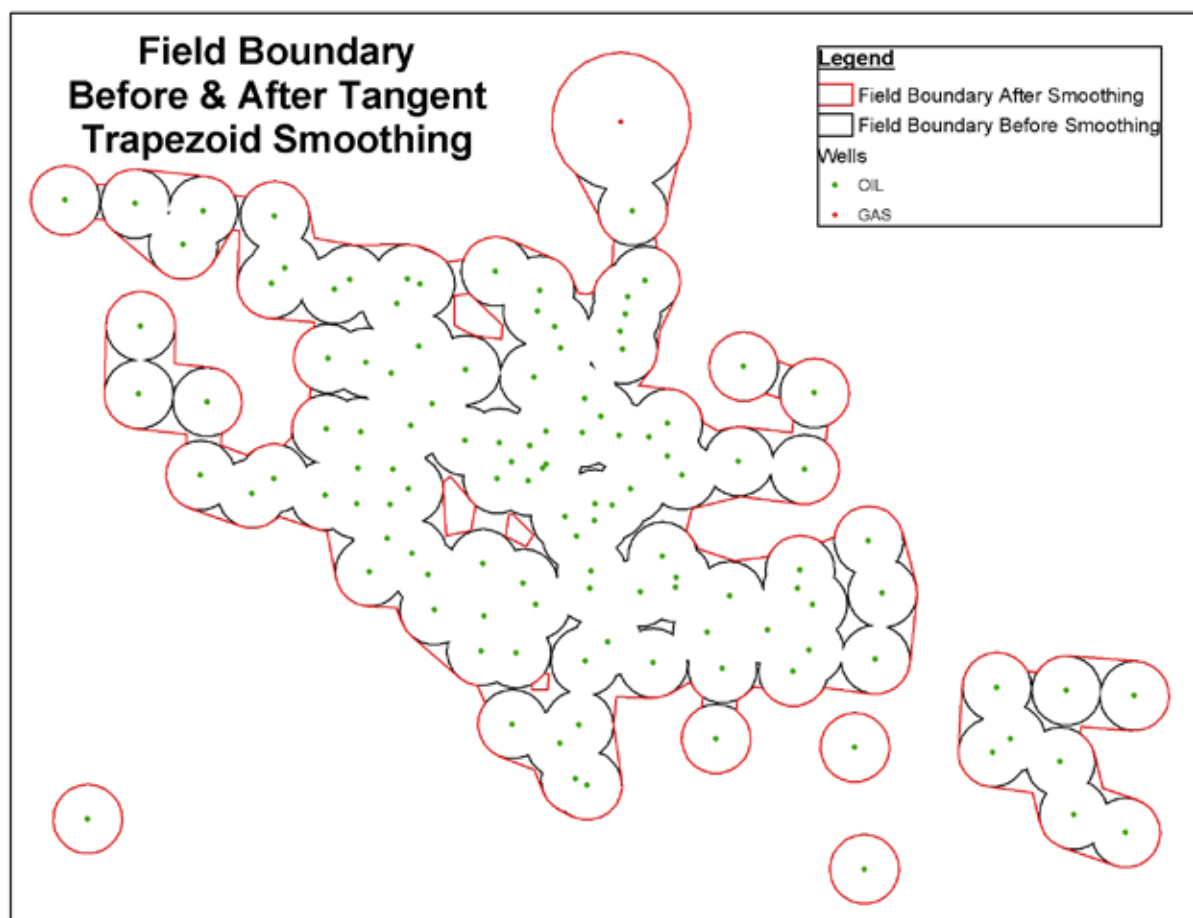 Field Boundary
Before & After Tangent
Trapezoid Smoothing
Legend
Field Boundary After Smoothing
Field Boundary Before Smoothing
Wells
OIL
GAS